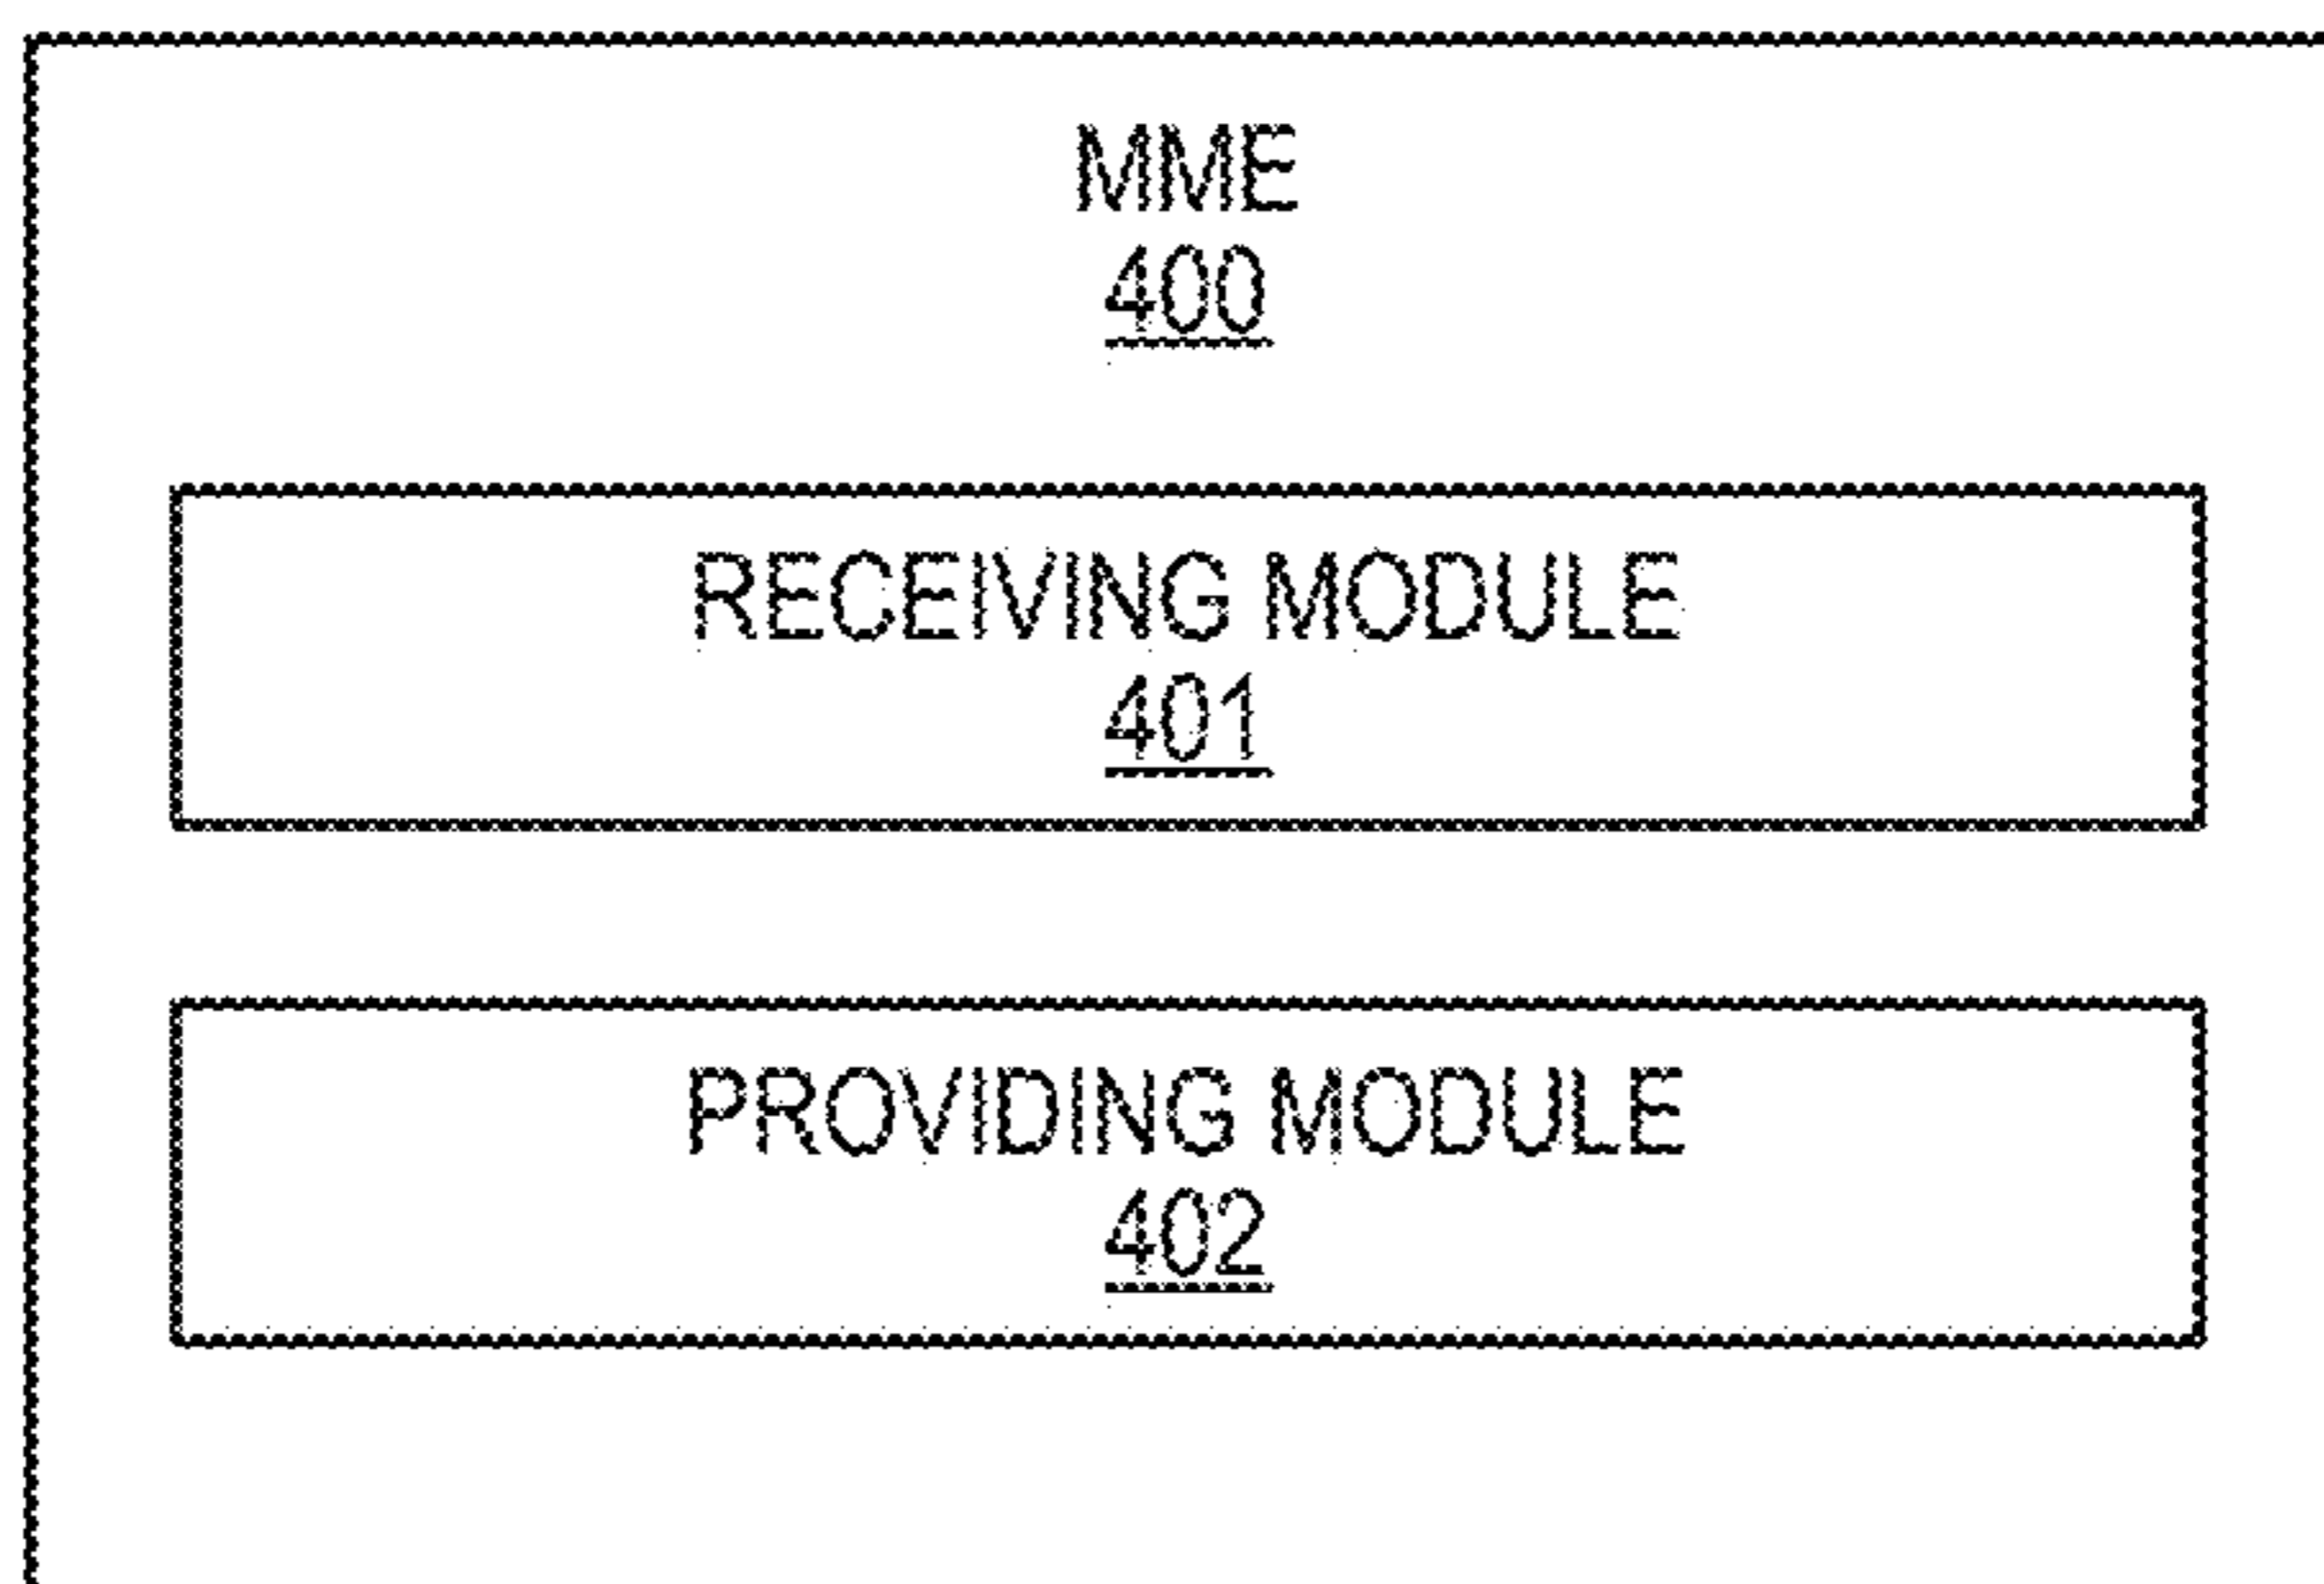 MME
400
RECEIVING MODULE
401
PROVIDING MODULE
402